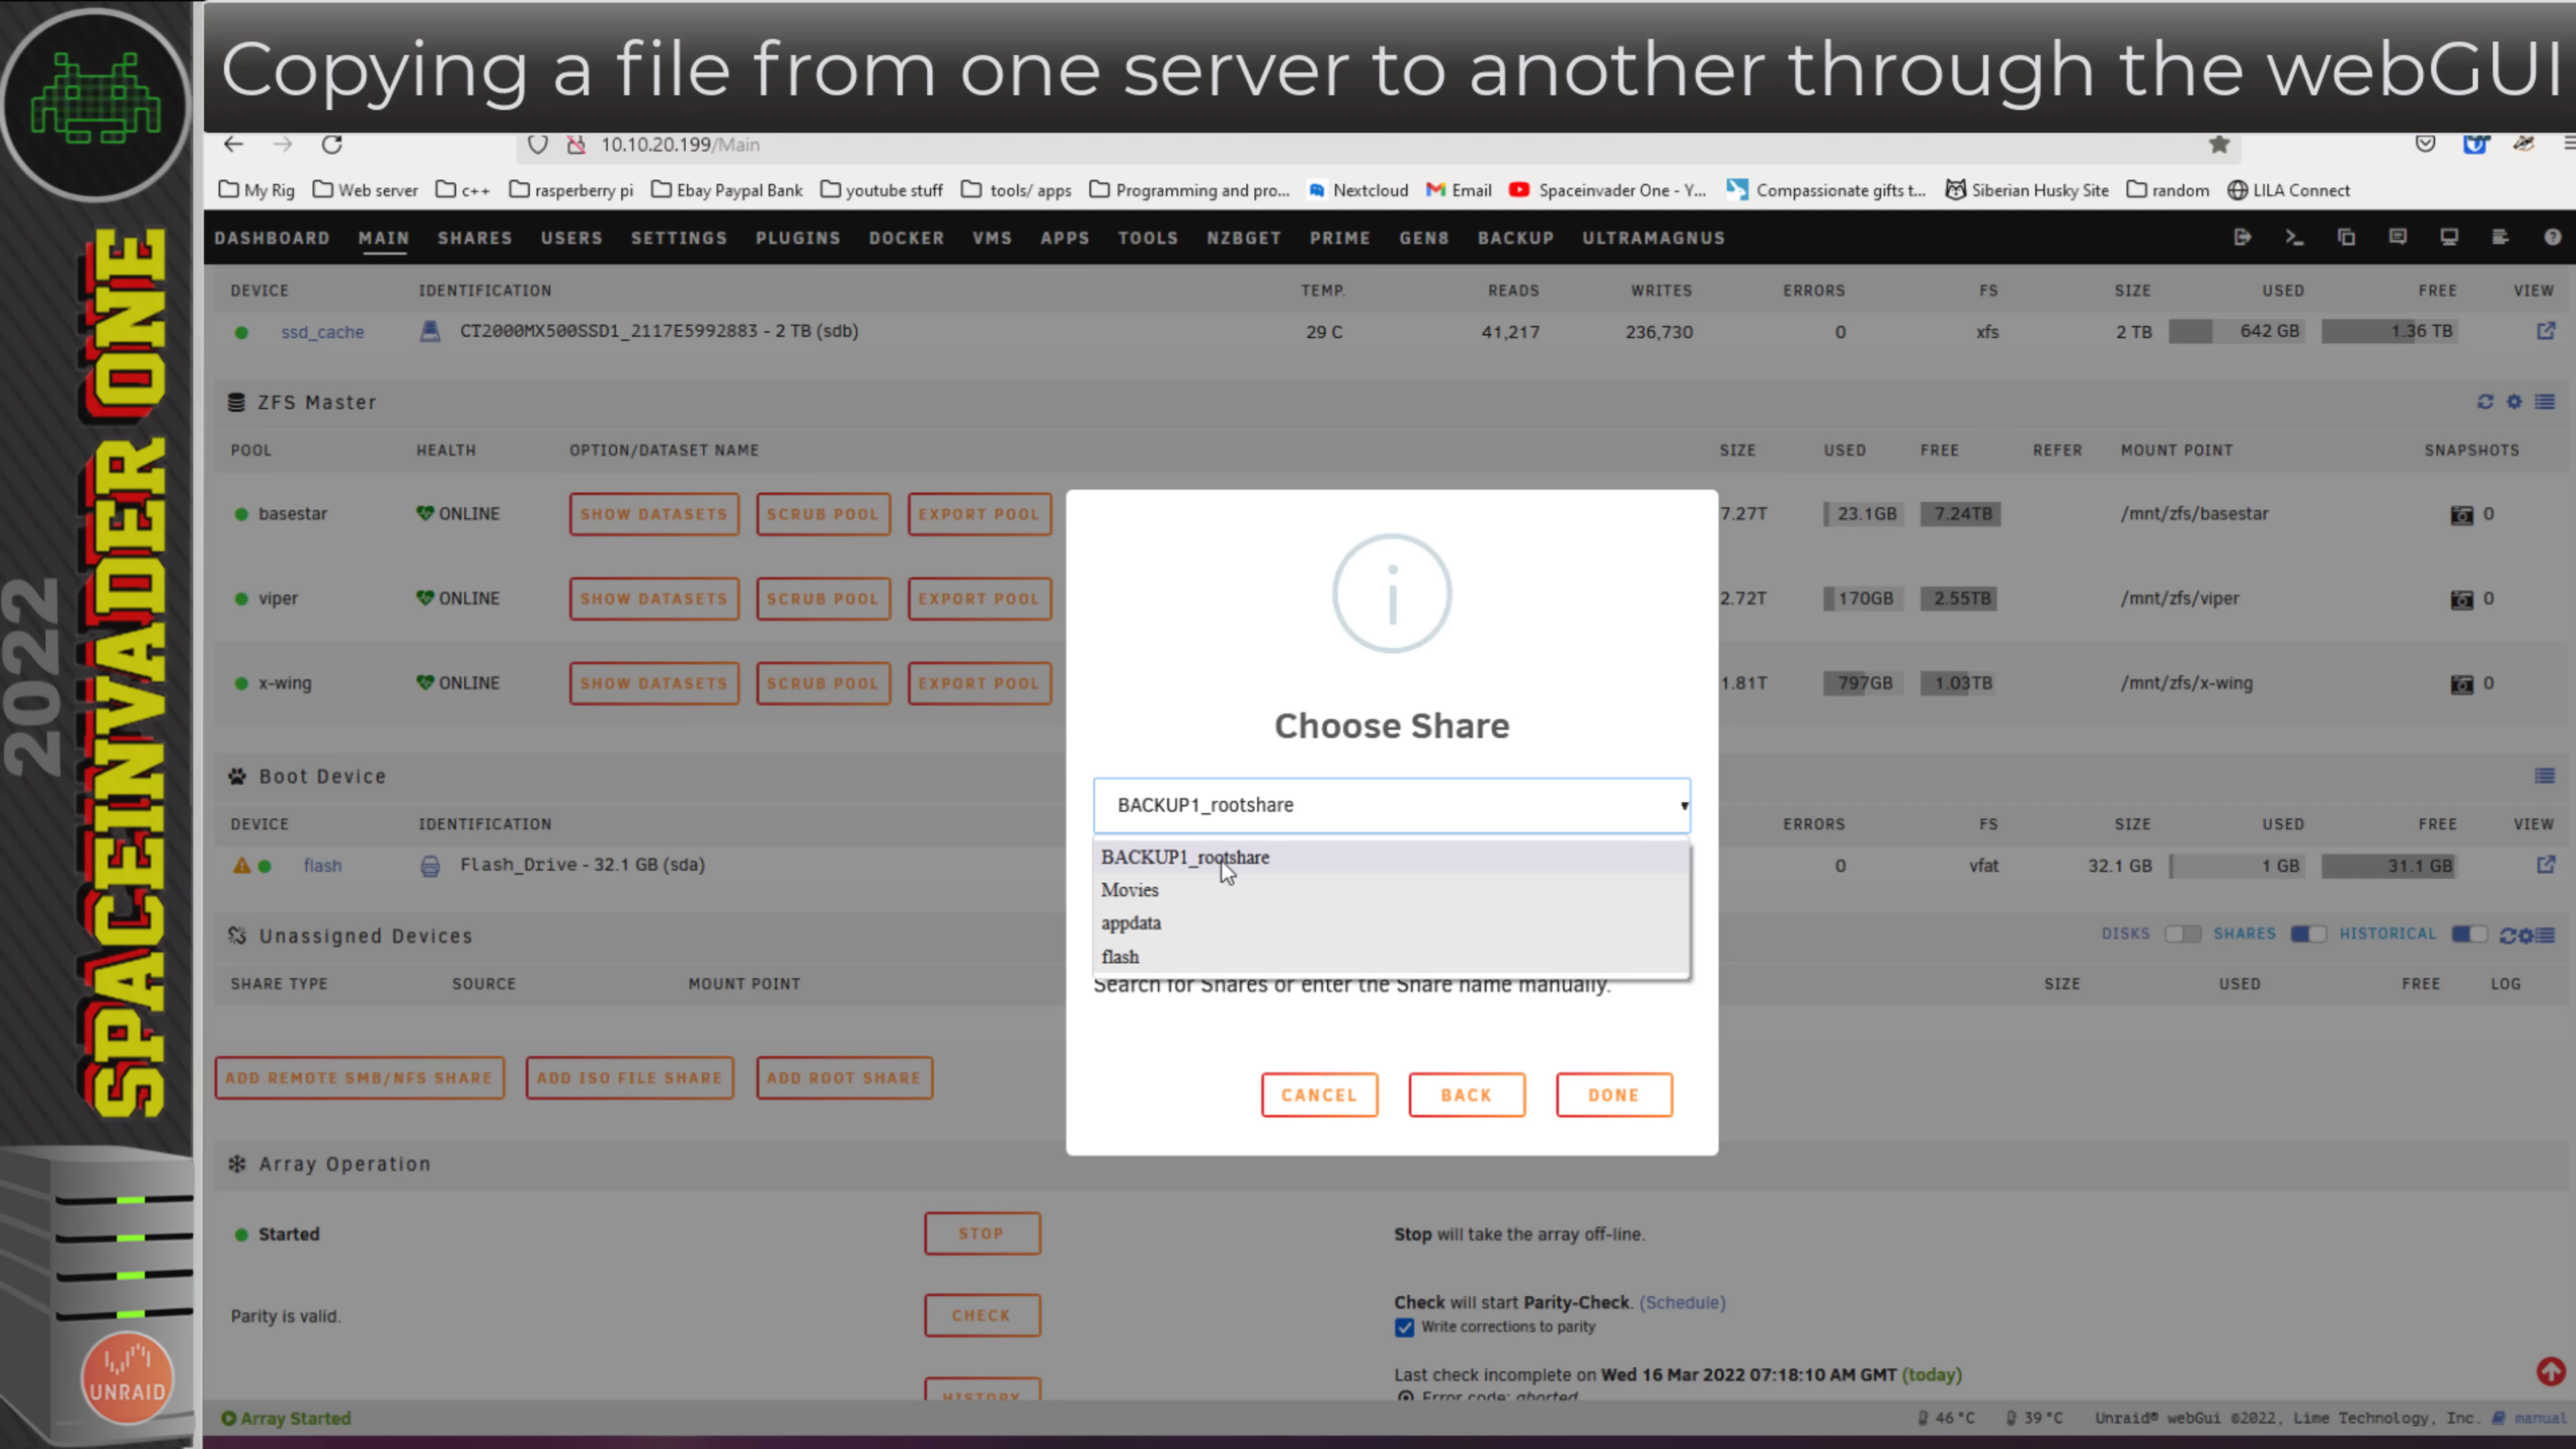 Copying a file from one server to another through the webGUI
2022
SPACEINVADER ONE
UNRAID
10.10.20.199/Main
My Rig Web server c++ rasperberry pi Ebay Paypal Bank youtube stuff tools/ apps Programming and pro... Nextcloud Email Spaceinvader One - Y... Compassionate gifts t... Siberian Husky Site random LILA Connect
DASHBOARD MAIN SHARES USERS SETTINGS PLUGINS DOCKER VMS APPS TOOLS NZBGET PRIME GEN8 BACKUP ULTRAMAGNUS
DEVICE IDENTIFICATION TEMP. READS WRITES ERRORS FS SIZE USED FREE VIEW
ssd_cache CT2000MX500SSD1_2117E5992883 - 2 TB (sdb) 29 C 41,217 236,730 0 xfs 2 TB 642 GB 1.36 TB
ZFS Master
POOL HEALTH OPTION/DATASET NAME SIZE USED FREE REFER MOUNT POINT SNAPSHOTS
basestar ONLINE SHOW DATASETS SCRUB POOL EXPORT POOL 7.27T 23.1GB 7.24TB /mnt/zfs/basestar 0
viper ONLINE SHOW DATASETS SCRUB POOL EXPORT POOL 2.72T 170GB 2.55TB /mnt/zfs/viper 0
x-wing ONLINE SHOW DATASETS SCRUB POOL EXPORT POOL 1.81T 797GB 1.03TB /mnt/zfs/x-wing 0
Choose Share
BACKUP1_rootshare
BACKUP1_rootshare
Movies
appdata
flash
Search for Shares or enter the Share name manually.
CANCEL BACK DONE
Boot Device
DEVICE IDENTIFICATION ERRORS FS SIZE USED FREE VIEW
flash Flash_Drive - 32.1 GB (sda) 0 vfat 32.1 GB 1 GB 31.1 GB
Unassigned Devices DISKS SHARES HISTORICAL
SHARE TYPE SOURCE MOUNT POINT SIZE USED FREE LOG
ADD REMOTE SMB/NFS SHARE ADD ISO FILE SHARE ADD ROOT SHARE
Array Operation
Started STOP Stop will take the array off-line.
Parity is valid. CHECK Check will start Parity-Check. (Schedule)
Write corrections to parity
Last check incomplete on Wed 16 Mar 2022 07:18:10 AM GMT (today)
HISTORY Error code: aborted
Array Started 46 °C 39 °C Unraid® webGui ©2022, Lime Technology, Inc. manual